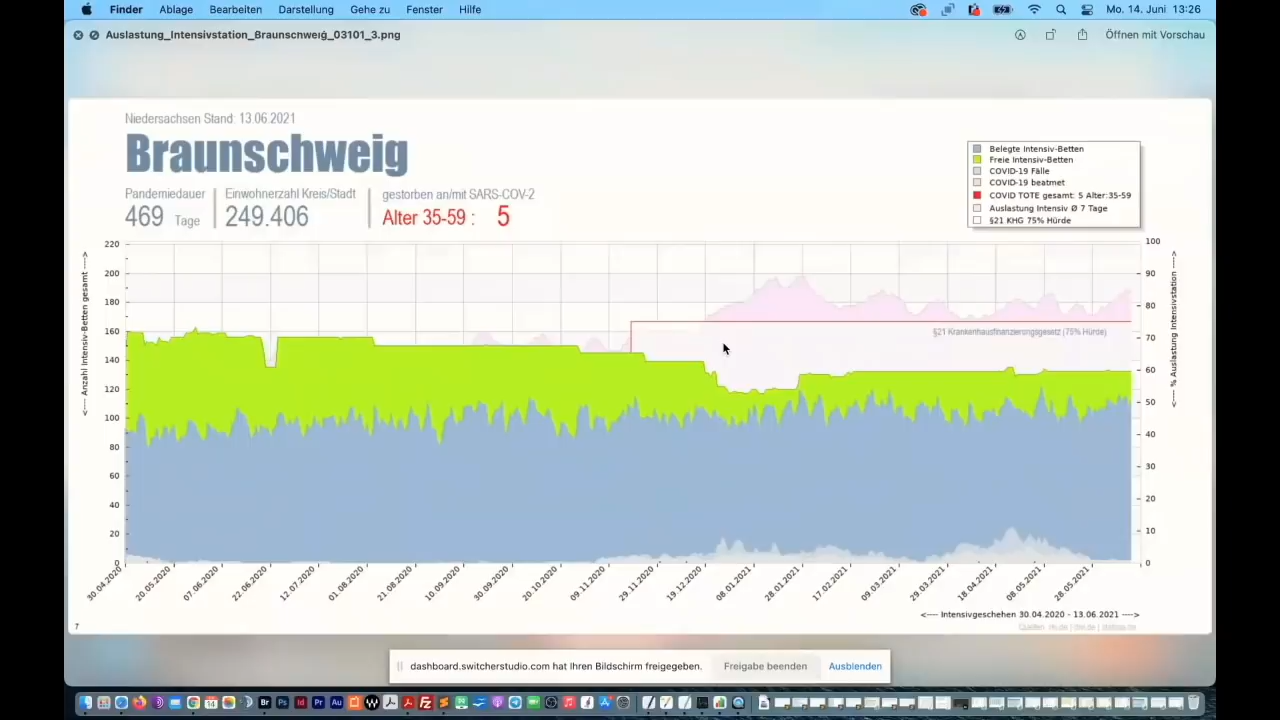 Finder Ablage Bearbeiten Darstellung Gehe zu Fenster Hilfe Mo. 14. Juni 13:26
Auslastung_Intensivstation_Braunschweig_03101_3.png Öffnen mit Vorschau
Niedersachsen Stand: 13.06.2021
Braunschweig
Pandemiedauer Einwohnerzahl Kreis/Stadt gestorben an/mit SARS-COV-2
469 Tage 249.406 Alter 35-59 : 5
Belegte Intensiv-Betten
Freie Intensiv-Betten
COVID-19 Fälle
COVID-19 beatmet
COVID TOTE gesamt: 5 Alter:35-59
Auslastung Intensiv Ø 7 Tage
§21 KHG 75% Hürde
<---- Anzahl Intensiv-Betten gesamt ---->
220
200
180
160
140
120
100
80
60
40
20
0
100
90
80
70
60
50
40
30
20
10
0
<---- % Auslastung Intensivstation ---->
§21 Krankenhausfinanzierungsgesetz (75% Hürde)
30.04.2020 20.05.2020 07.06.2020 22.06.2020 12.07.2020 01.08.2020 21.08.2020 10.09.2020 30.09.2020 20.10.2020 09.11.2020 29.11.2020 19.12.2020 08.01.2021 28.01.2021 17.02.2021 09.03.2021 29.03.2021 18.04.2021 08.05.2021 28.05.2021
<---- Intensivgeschehen 30.04.2020 - 13.06.2021 ---->
7
dashboard.switcherstudio.com hat Ihren Bildschirm freigegeben. Freigabe beenden Ausblenden